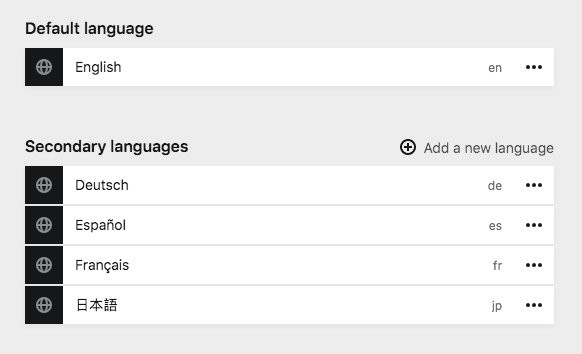 Default language
English en
Secondary languages Add a new language
Deutsch de
Español es
Français fr
日本語 jp